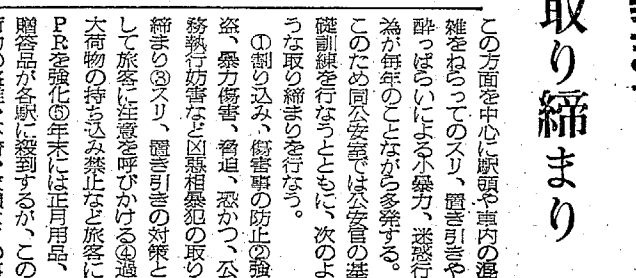 取り締まり
この方面を中心に駅頭や車内の混
雑をねらってのスリ、置き引きや
酔っぱらいによる小暴力、迷惑行
為が毎年のことながら多発する。
このため同公安室では公安官の基
礎訓練を行なうとともに、次のよ
うな取り締まりを行なう。
①割り込み、傷害事の防止②強
盗、暴力傷害、脅迫、恐かつ、公
務執行妨害など凶悪粗暴犯の取り
締まり③スリ、置き引きの対策と
して旅客に注意を呼びかける④過
大荷物の持ち込み禁止など旅客に
PRを強化⑤年末には正月用品、
贈答品が各駅に殺到するが、この